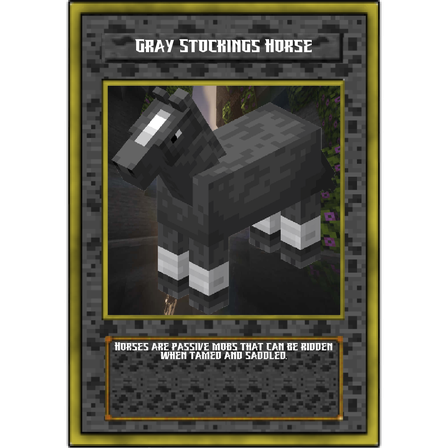 Gray Stockings Horse
Horses are passive mobs that can be ridden
when tamed and saddled.